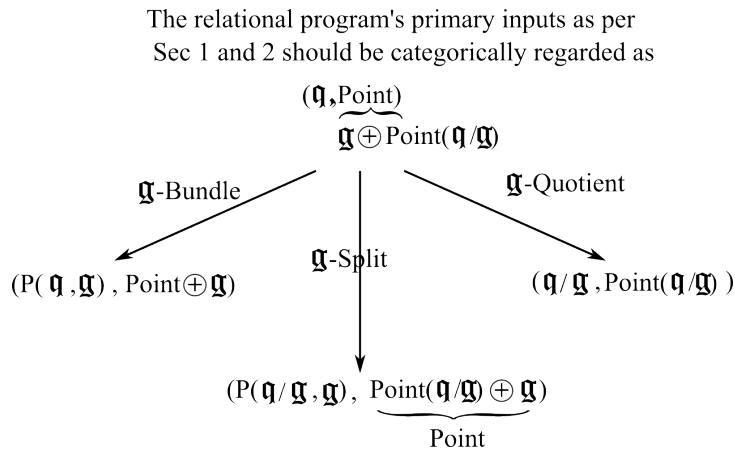 The relational program's primary inputs as per
Sec 1 and 2 should be categorically regarded as
(𝖖,Point)
𝖌⊕Point(𝖖/𝖌)
𝖌-Bundle
𝖌-Quotient
𝖌-Split
(P(𝖖,𝖌), Point⊕𝖌)
(𝖖/𝖌,Point(𝖖/𝖌))
(P(𝖖/𝖌,𝖌), Point(𝖖/𝖌)⊕𝖌)
Point